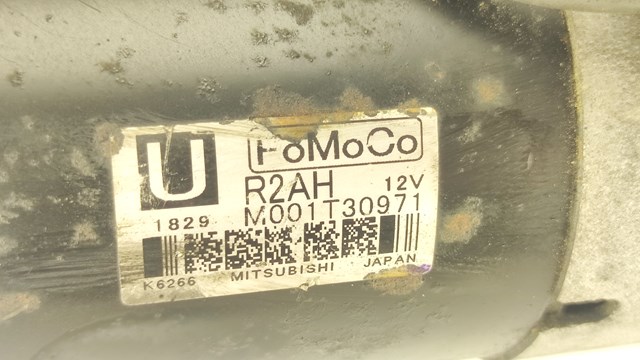 U
FoMoCo
R2AH 12V
1829 M001T30971
K6266 MITSUBISHI JAPAN